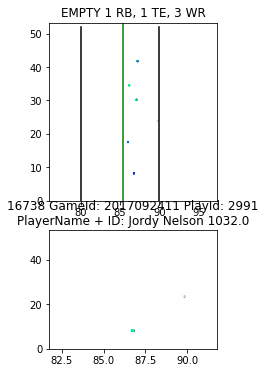 EMPTY 1 RB, 1 TE, 3 WR
50
40
30
20
10
0
80 85 90 95
16738 GameId: 2017092411 PlayId: 2991
PlayerName + ID: Jordy Nelson 1032.0
40
20
0
82.5 85.0 87.5 90.0